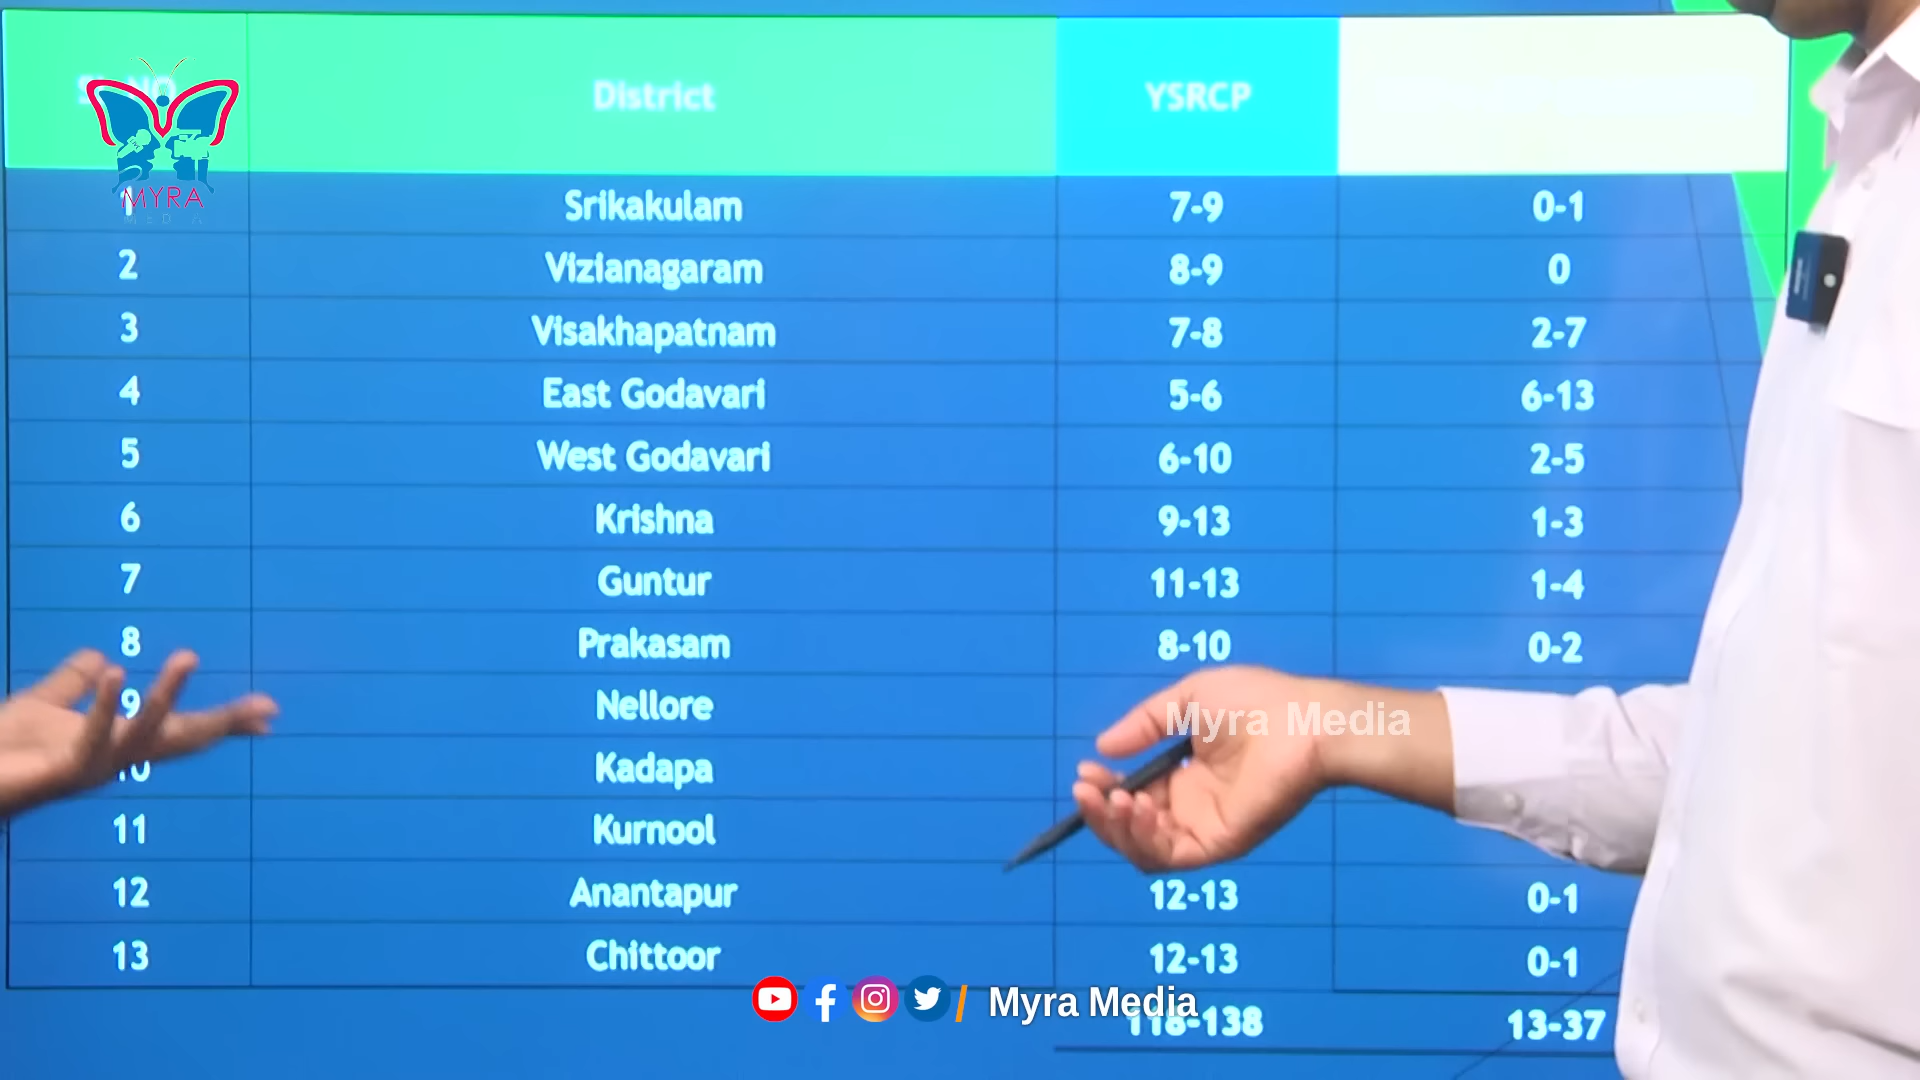 District YSRCP
MYRA
MEDIA
1 Srikakulam 7-9 0-1
2 Vizianagaram 8-9 0
3 Visakhapatnam 7-8 2-7
4 East Godavari 5-6 6-13
5 West Godavari 6-10 2-5
6 Krishna 9-13 1-3
7 Guntur 11-13 1-4
8 Prakasam 8-10 0-2
9 Nellore
Myra Media
10 Kadapa
11 Kurnool
12 Anantapur 12-13 0-1
13 Chittoor 12-13 0-1
/ Myra Media
118-138 13-37